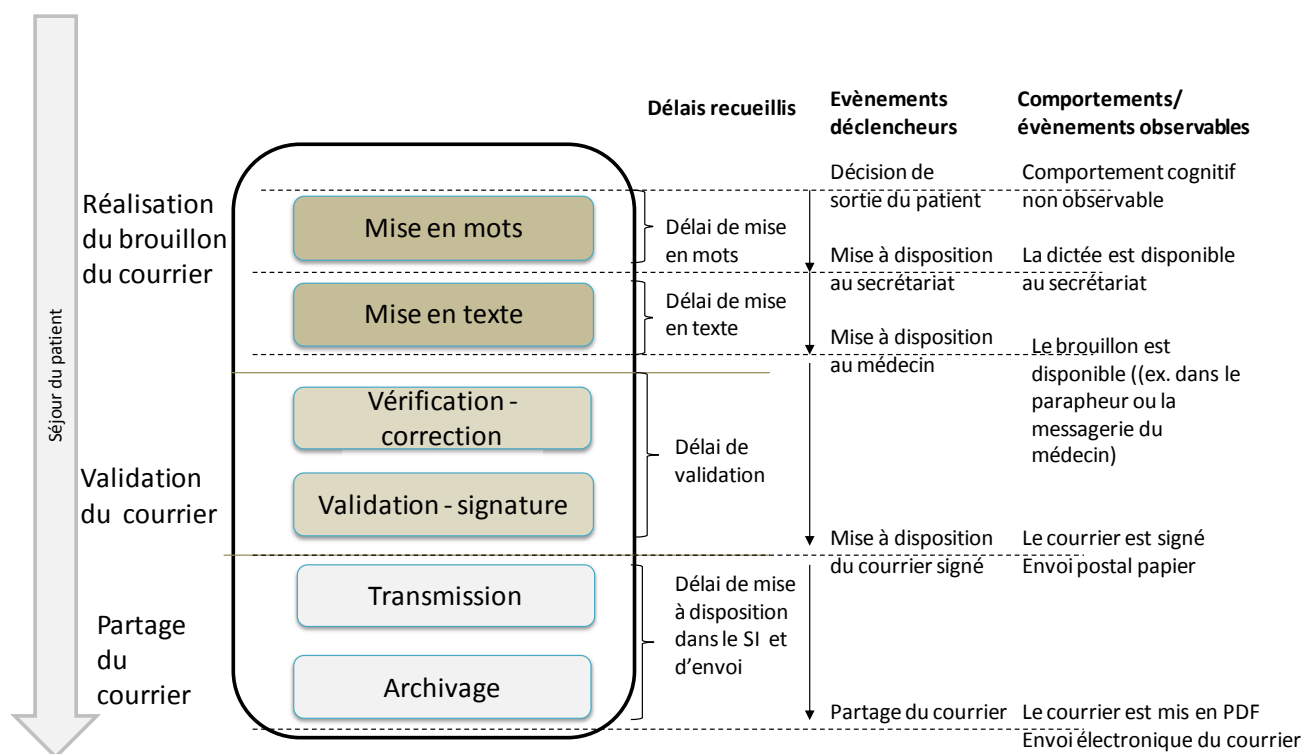 Séjour du patient
Réalisation
du brouillon
du courrier
Validation
du courrier
Partage
du
courrier
Mise en mots
Mise en texte
Vérification -
correction
Validation - signature
Transmission
Archivage
Délais recueillis
Délai de mise
en mots
Délai de mise
en texte
Délai de
validation
Délai de mise
à disposition
dans le SI et
d’envoi
Evènements
déclencheurs
Décision de
sortie du patient
Mise à disposition
au secrétariat
Mise à disposition
au médecin
Mise à disposition
du courrier signé
Partage du courrier
Comportements/
évènements observables
Comportement cognitif
non observable
La dictée est disponible
au secrétariat
Le brouillon est
disponible ((ex. dans le
parapheur ou la
messagerie du
médecin)
Le courrier est signé
Envoi postal papier
Le courrier est mis en PDF
Envoi électronique du courrier